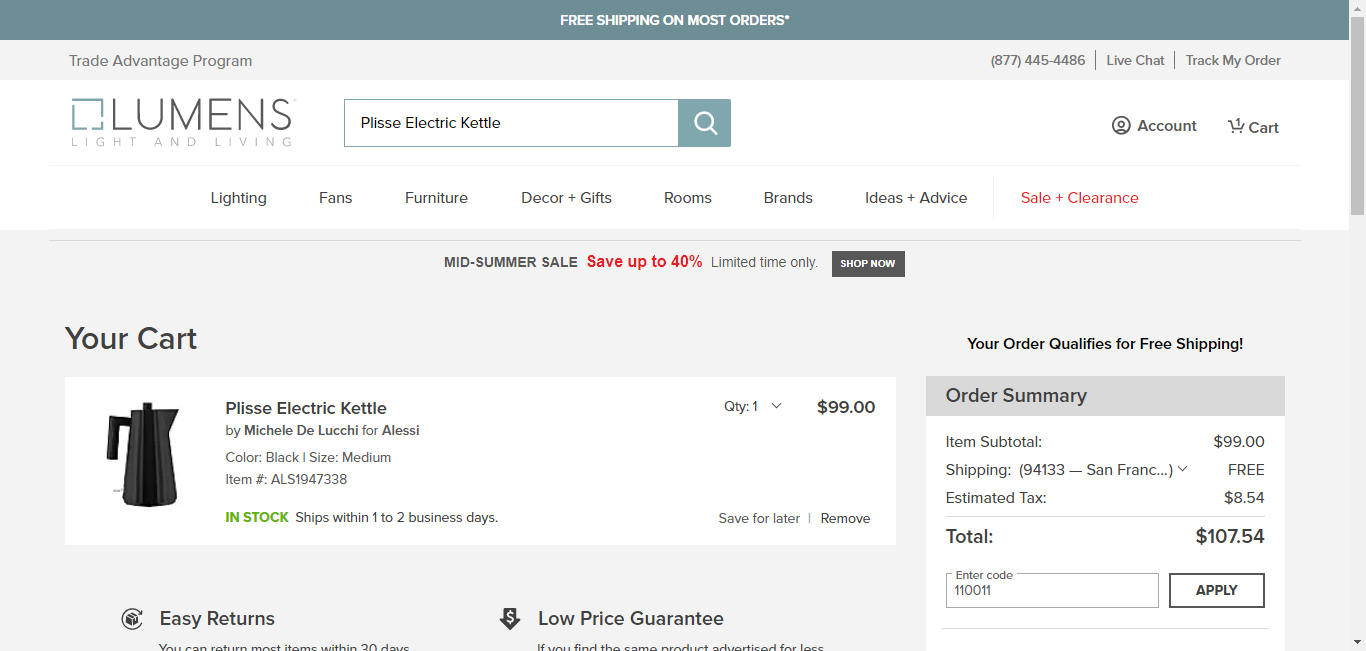 FREE SHIPPING ON MOST ORDERS*
Trade Advantage Program
(877) 445-4486 | Live Chat | Track My Order
LUMENS
LIGHT AND LIVING
Plisse Electric Kettle
Account
1
Cart
Lighting Fans Furniture Decor + Gifts Rooms Brands Ideas + Advice Sale + Clearance
MID-SUMMER SALE Save up to 40% Limited time only. SHOP NOW
Your Cart
Your Order Qualifies for Free Shipping!
Plisse Electric Kettle
Qty: 1
$99.00
by Michele De Lucchi for Alessi
Color: Black | Size: Medium
Item #: ALS1947338
IN STOCK Ships within 1 to 2 business days.
Save for later | Remove
Order Summary
Item Subtotal: $99.00
Shipping: (94133 — San Franc...) FREE
Estimated Tax: $8.54
Total: $107.54
Enter code
110011
APPLY
Easy Returns
You can return most items within 30 days
Low Price Guarantee
If you find the same product advertised for less